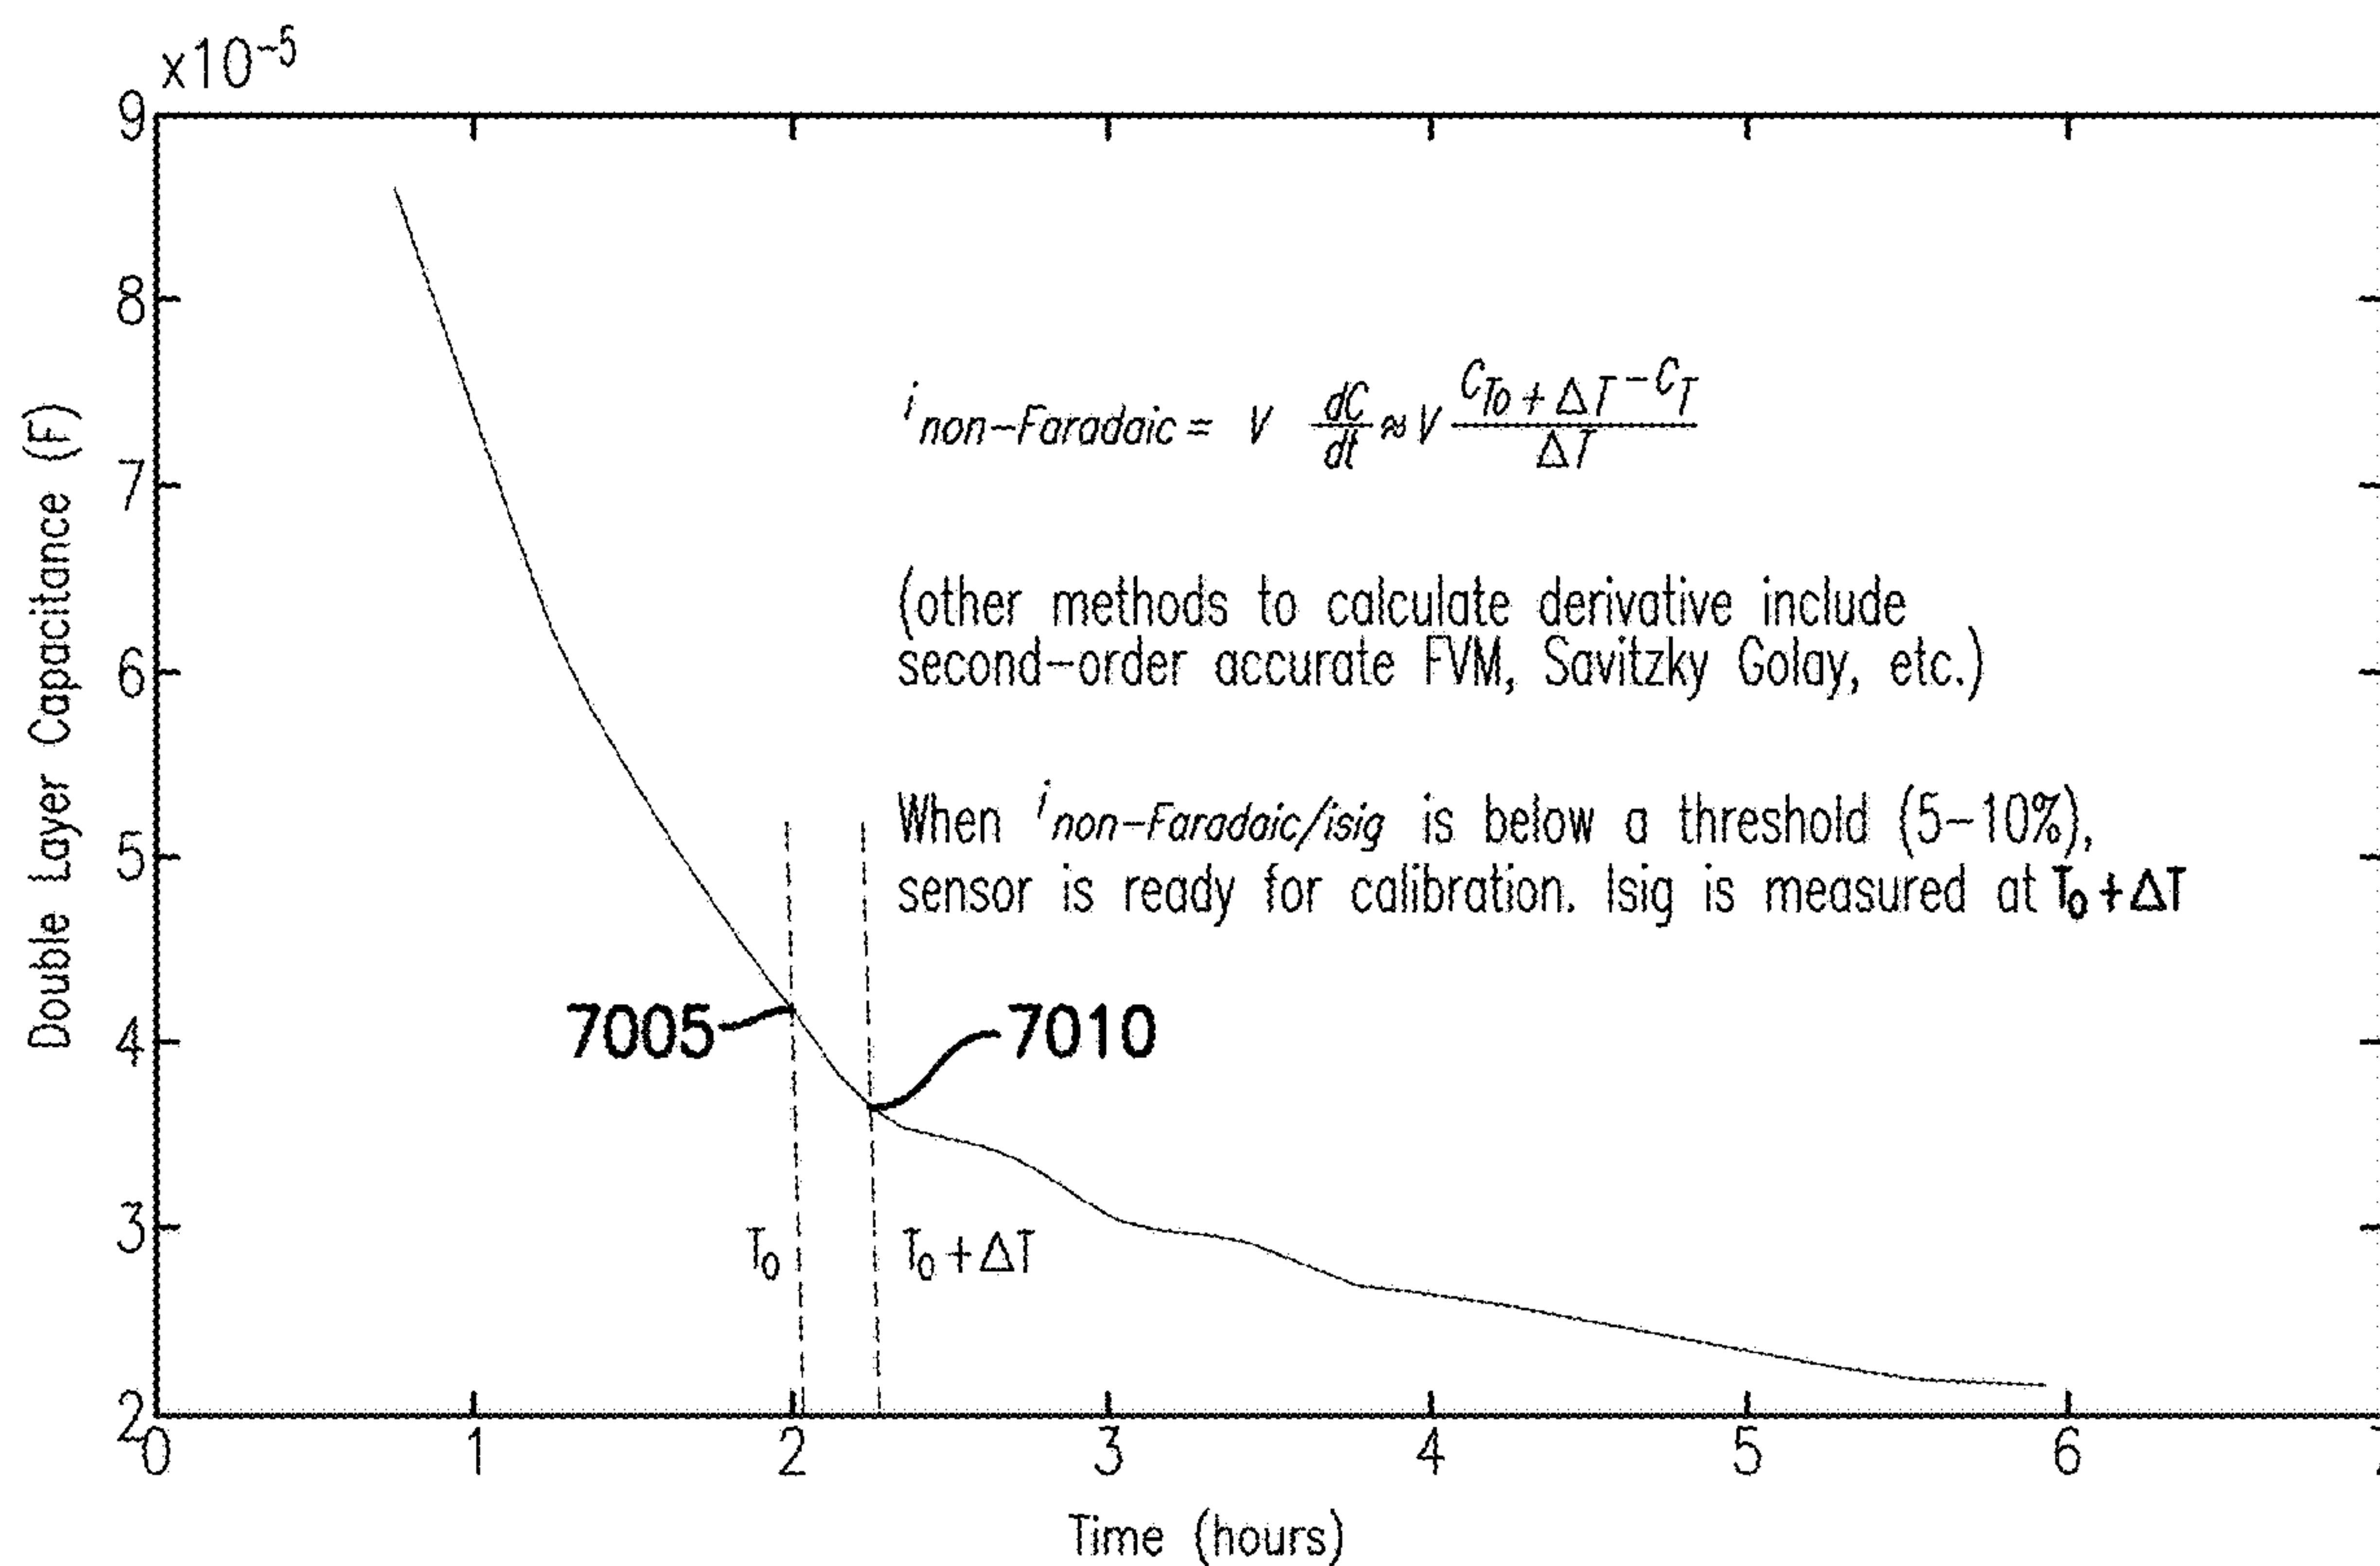 x10⁻⁵
9
8
7
6
5
4
3
2
Double Layer Capacitance (F)
i non-Faradaic = V dC/dt ≈ V C_T0 + ΔT - C_T / ΔT
(other methods to calculate derivative include
second-order accurate FVM, Savitzky Golay, etc.)
When i non-Faradaic/isig is below a threshold (5-10%),
sensor is ready for calibration. Isig is measured at T₀+ΔT
7005
7010
T₀
T₀+ΔT
0 1 2 3 4 5 6
Time (hours)